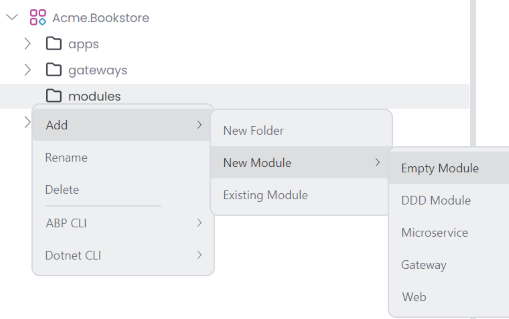 Acme.Bookstore
apps
gateways
modules
Add
Rename
Delete
ABP CLI
Dotnet CLI
New Folder
New Module
Existing Module
Empty Module
DDD Module
Microservice
Gateway
Web